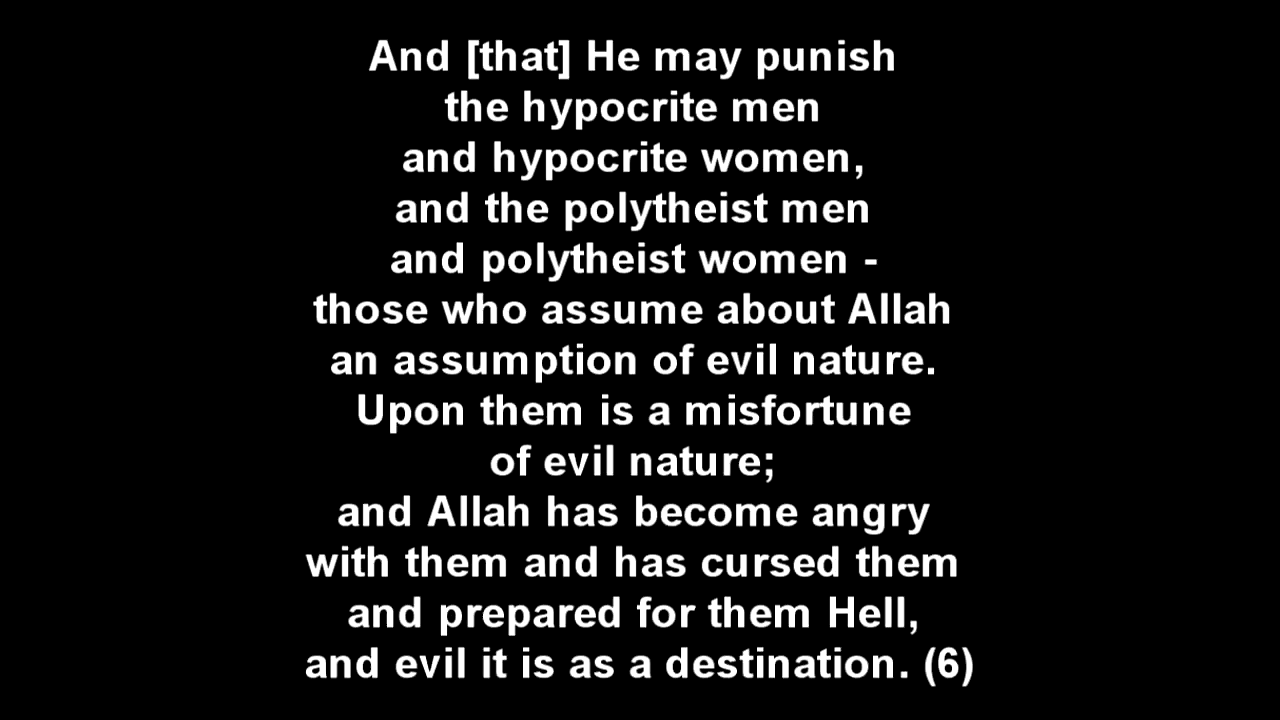 And [that] He may punish
the hypocrite men
and hypocrite women,
and the polytheist men
and polytheist women -
those who assume about Allah
an assumption of evil nature.
Upon them is a misfortune
of evil nature;
and Allah has become angry
with them and has cursed them
and prepared for them Hell,
and evil it is as a destination. (6)